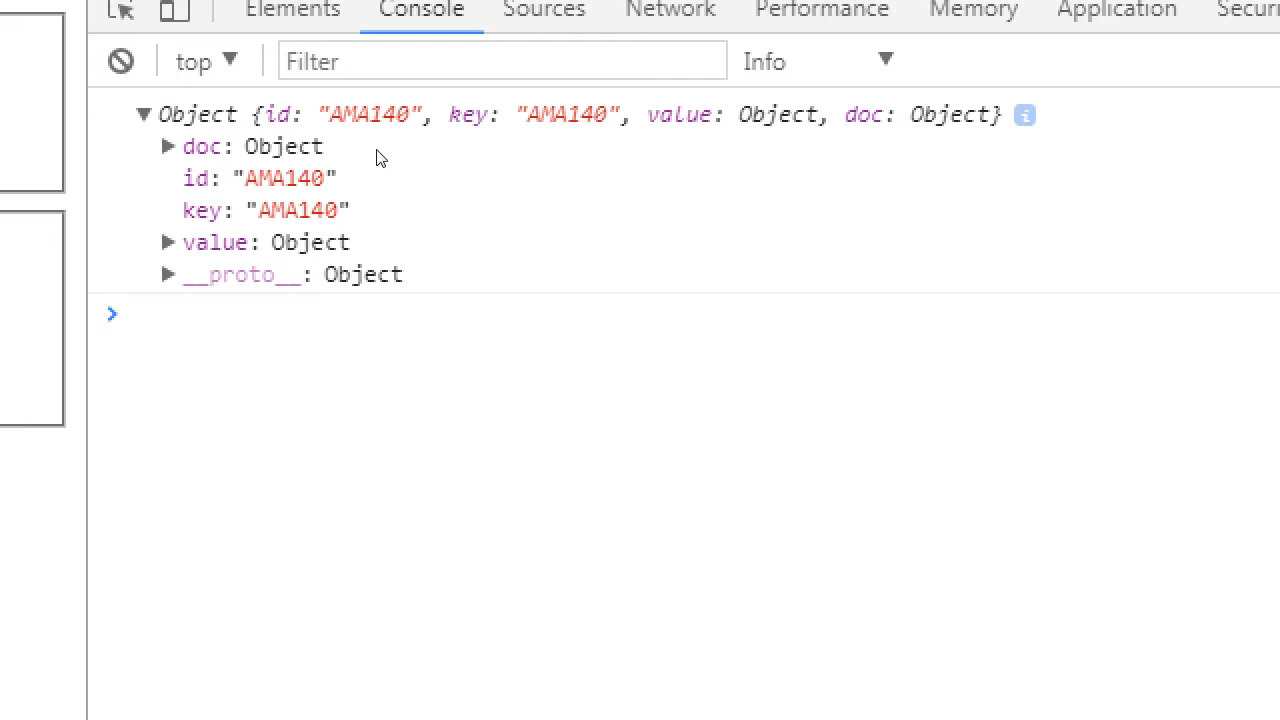 Elements Console Sources Network Performance Memory Application Securi
top Filter Info
Object {id: "AMA140", key: "AMA140", value: Object, doc: Object} i
doc: Object
id: "AMA140"
key: "AMA140"
value: Object
__proto__: Object